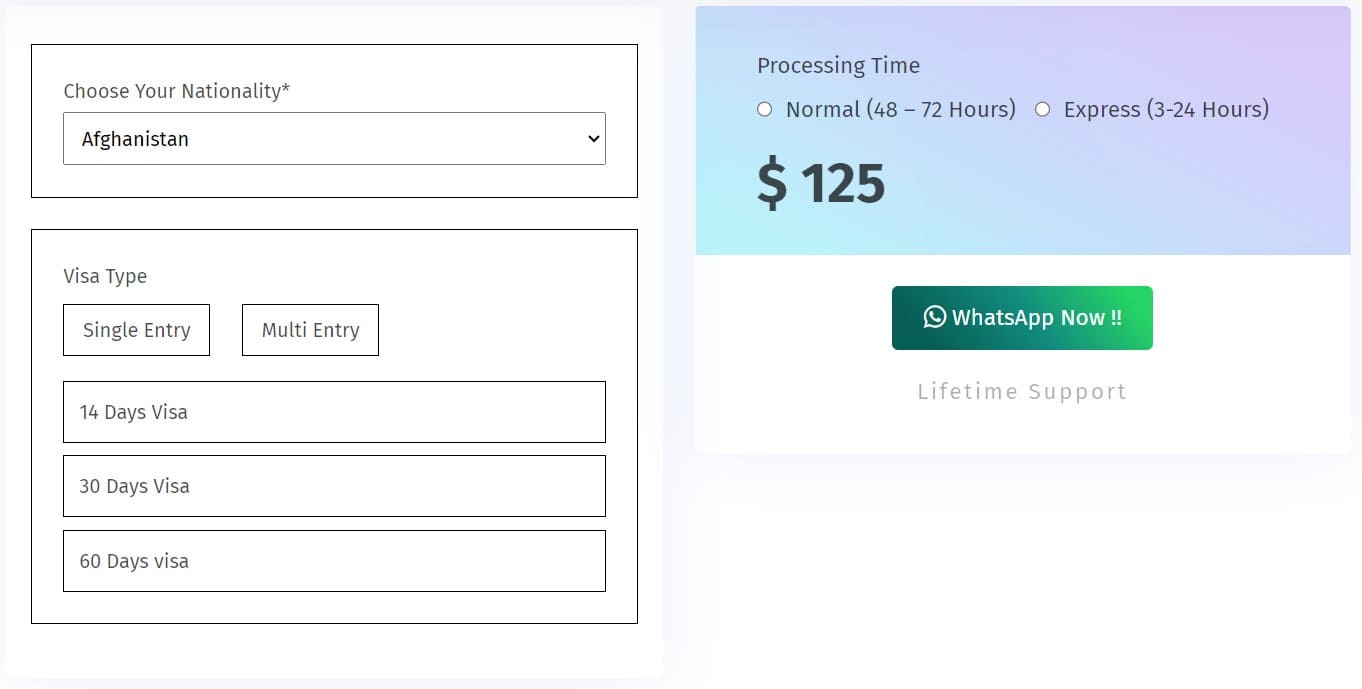 Choose Your Nationality*
Afghanistan
Visa Type
Single Entry Multi Entry
14 Days Visa
30 Days Visa
60 Days visa
Processing Time
Normal (48 – 72 Hours) Express (3-24 Hours)
$ 125
WhatsApp Now !!
Lifetime Support